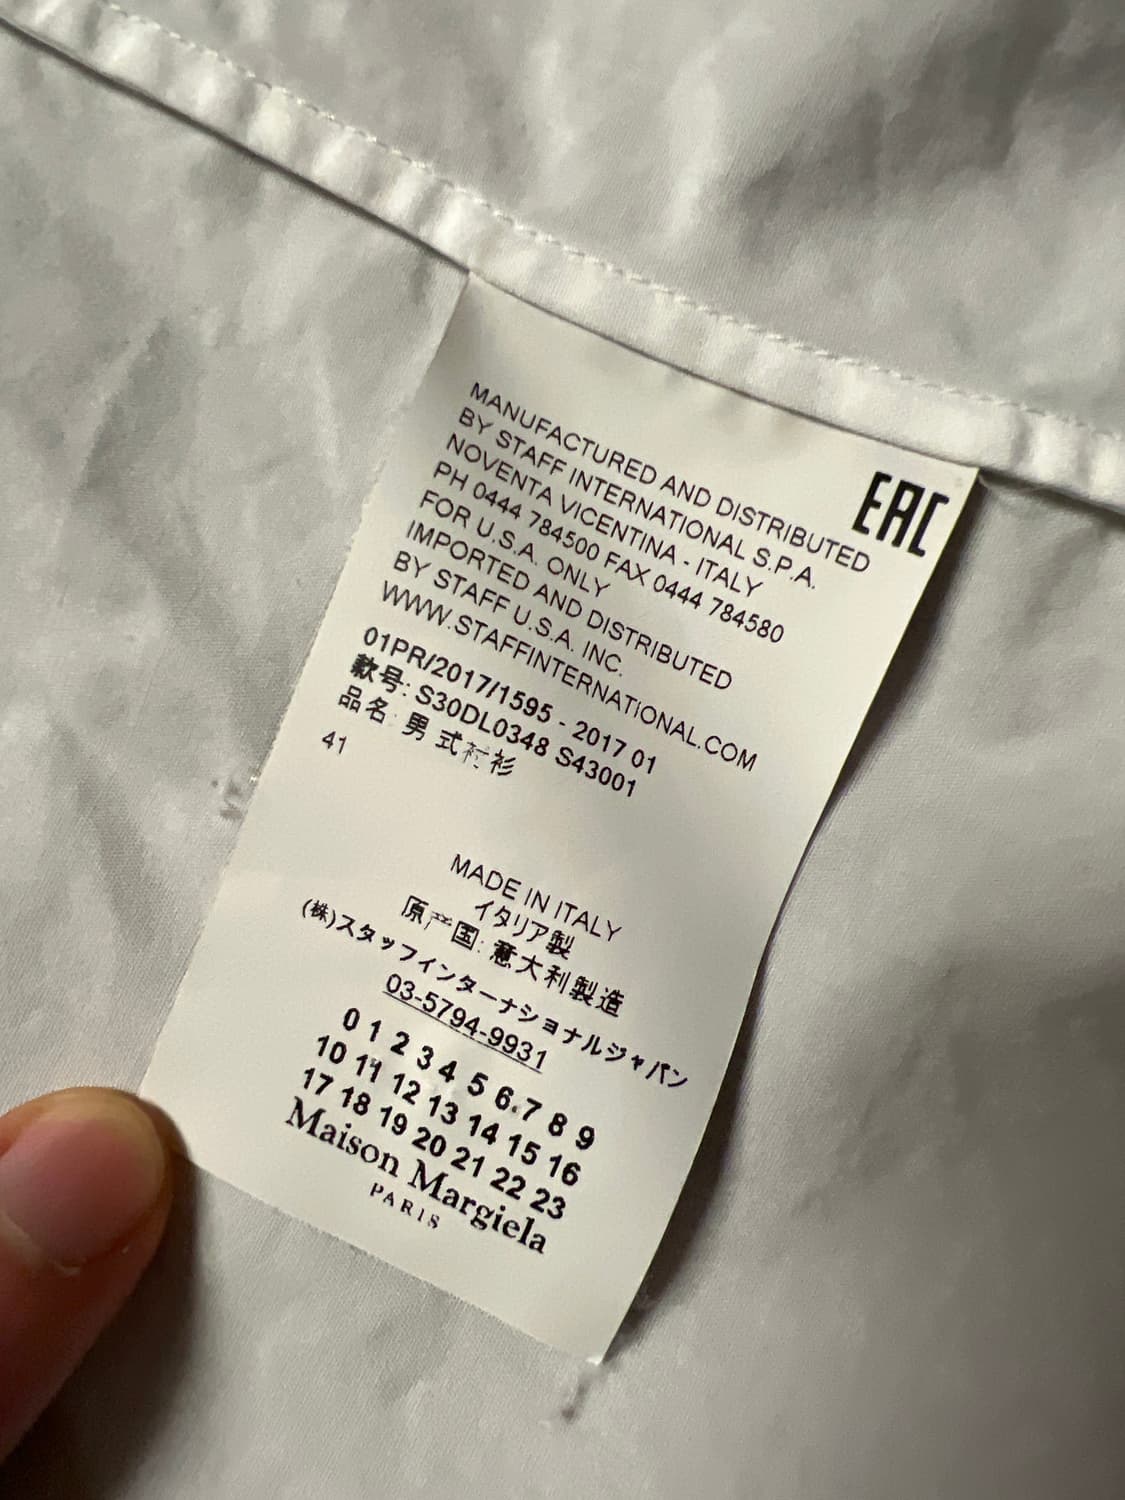 EAC
MANUFACTURED AND DISTRIBUTED
BY STAFF INTERNATIONAL S.P.A.
NOVENTA VICENTINA - ITALY
PH 0444 784500 FAX 0444 784580
FOR U.S.A. ONLY
IMPORTED AND DISTRIBUTED
BY STAFF U.S.A. INC.
WWW.STAFFINTERNATIONAL.COM
01PR/2017/1595 - 2017 01
款号: S30DL0348 S43001
品名: 男式衬衫
41
MADE IN ITALY
イタリア製
原产国: 意大利製造
(株)スタッフインターナショナルジャパン
03-5794-9931
0 1 2 3 4 5 6 7 8 9
10 11 12 13 14 15 16
17 18 19 20 21 22 23
Maison Margiela
PARIS